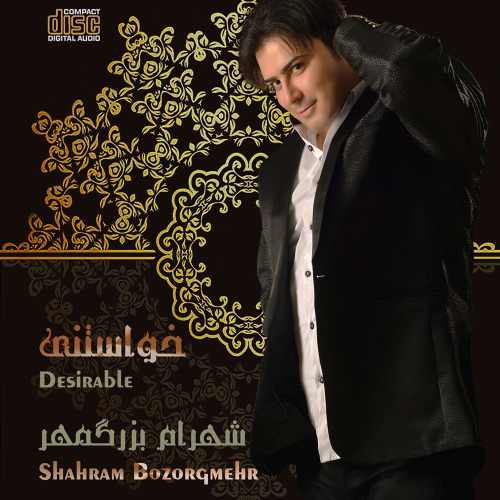 COMPACT
disc
DIGITAL AUDIO
خواستنی
Desirable
شهرام بزرگمهر
Shahram Bozorgmehr